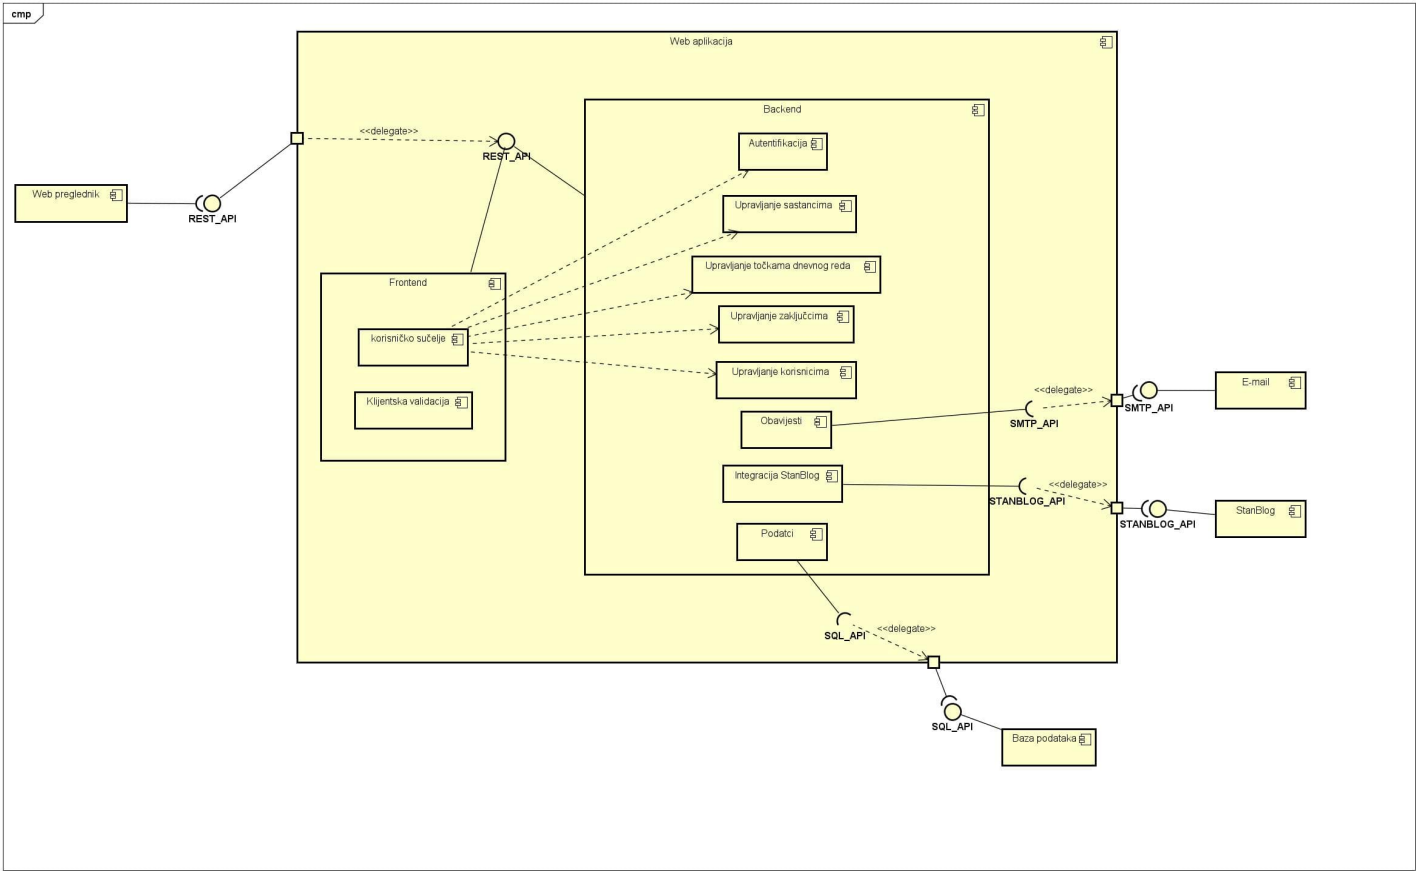 cmp
Web aplikacija
Backend
Autentifikacija
<<delegate>>
REST_API
Web preglednik
REST_API
Upravljanje sastancima
Upravljanje točkama dnevnog reda
Frontend
Upravljanje zaključcima
korisničko sučelje
Upravljanje korisnicima
Klijentska validacija
Obavijesti
SMTP_API
<<delegate>>
SMTP_API
E-mail
Integracija StanBlog
STANBLOG_API
<<delegate>>
STANBLOG_API
StanBlog
Podatci
SQL_API
<<delegate>>
SQL_API
Baza podataka